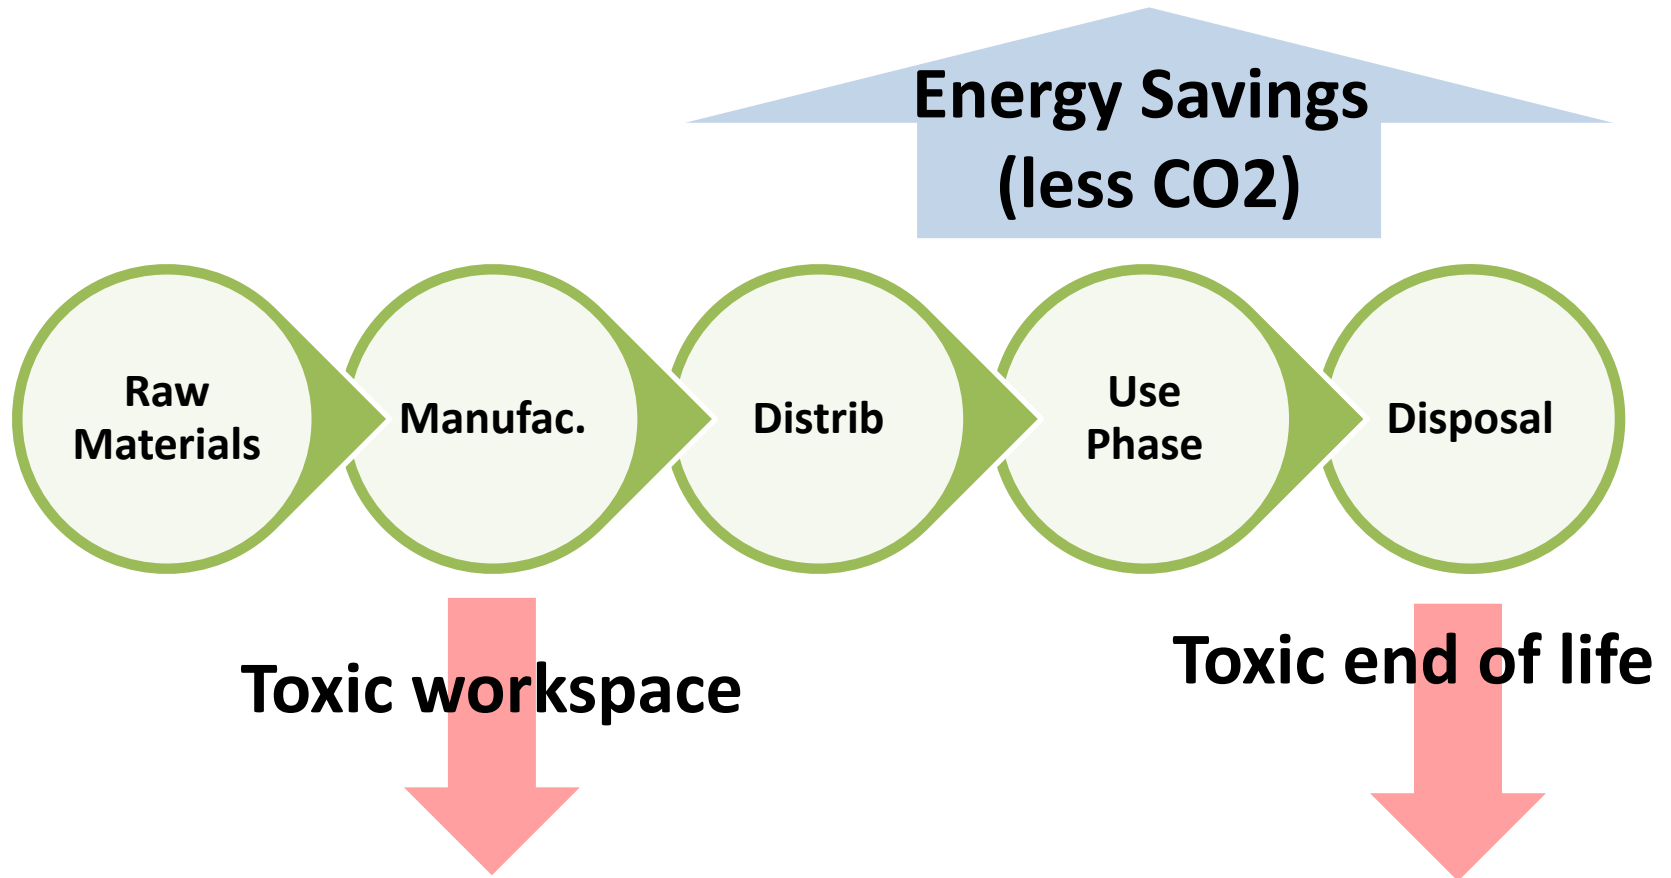 Energy Savings
(less CO2)
Raw
Materials
Manufac.
Distrib
Use
Phase
Disposal
Toxic workspace
Toxic end of life